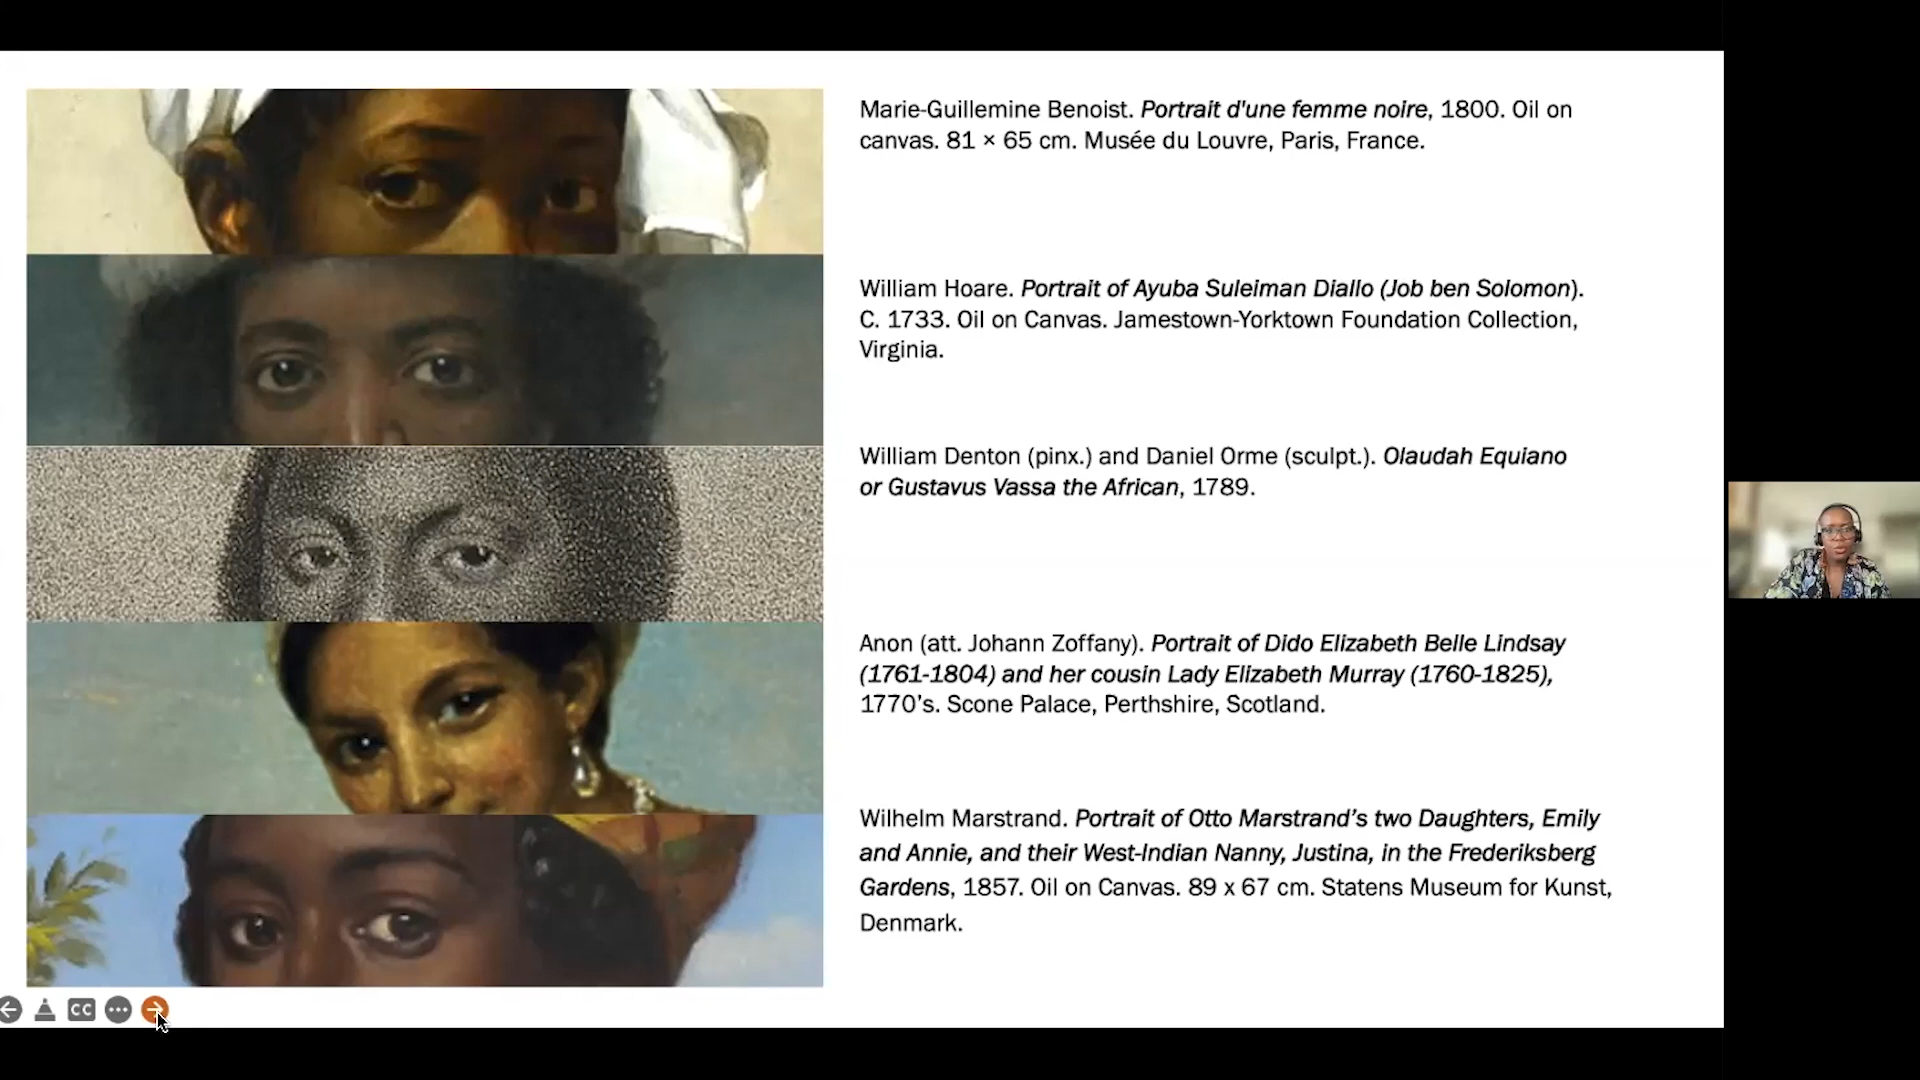 Marie-Guillemine Benoist. Portrait d'une femme noire, 1800. Oil on
canvas. 81 × 65 cm. Musée du Louvre, Paris, France.
William Hoare. Portrait of Ayuba Suleiman Diallo (Job ben Solomon).
C. 1733. Oil on Canvas. Jamestown-Yorktown Foundation Collection,
Virginia.
William Denton (pinx.) and Daniel Orme (sculpt.). Olaudah Equiano
or Gustavus Vassa the African, 1789.
Anon (att. Johann Zoffany). Portrait of Dido Elizabeth Belle Lindsay
(1761-1804) and her cousin Lady Elizabeth Murray (1760-1825),
1770’s. Scone Palace, Perthshire, Scotland.
Wilhelm Marstrand. Portrait of Otto Marstrand’s two Daughters, Emily
and Annie, and their West-Indian Nanny, Justina, in the Frederiksberg
Gardens, 1857. Oil on Canvas. 89 x 67 cm. Statens Museum for Kunst,
Denmark.
CC